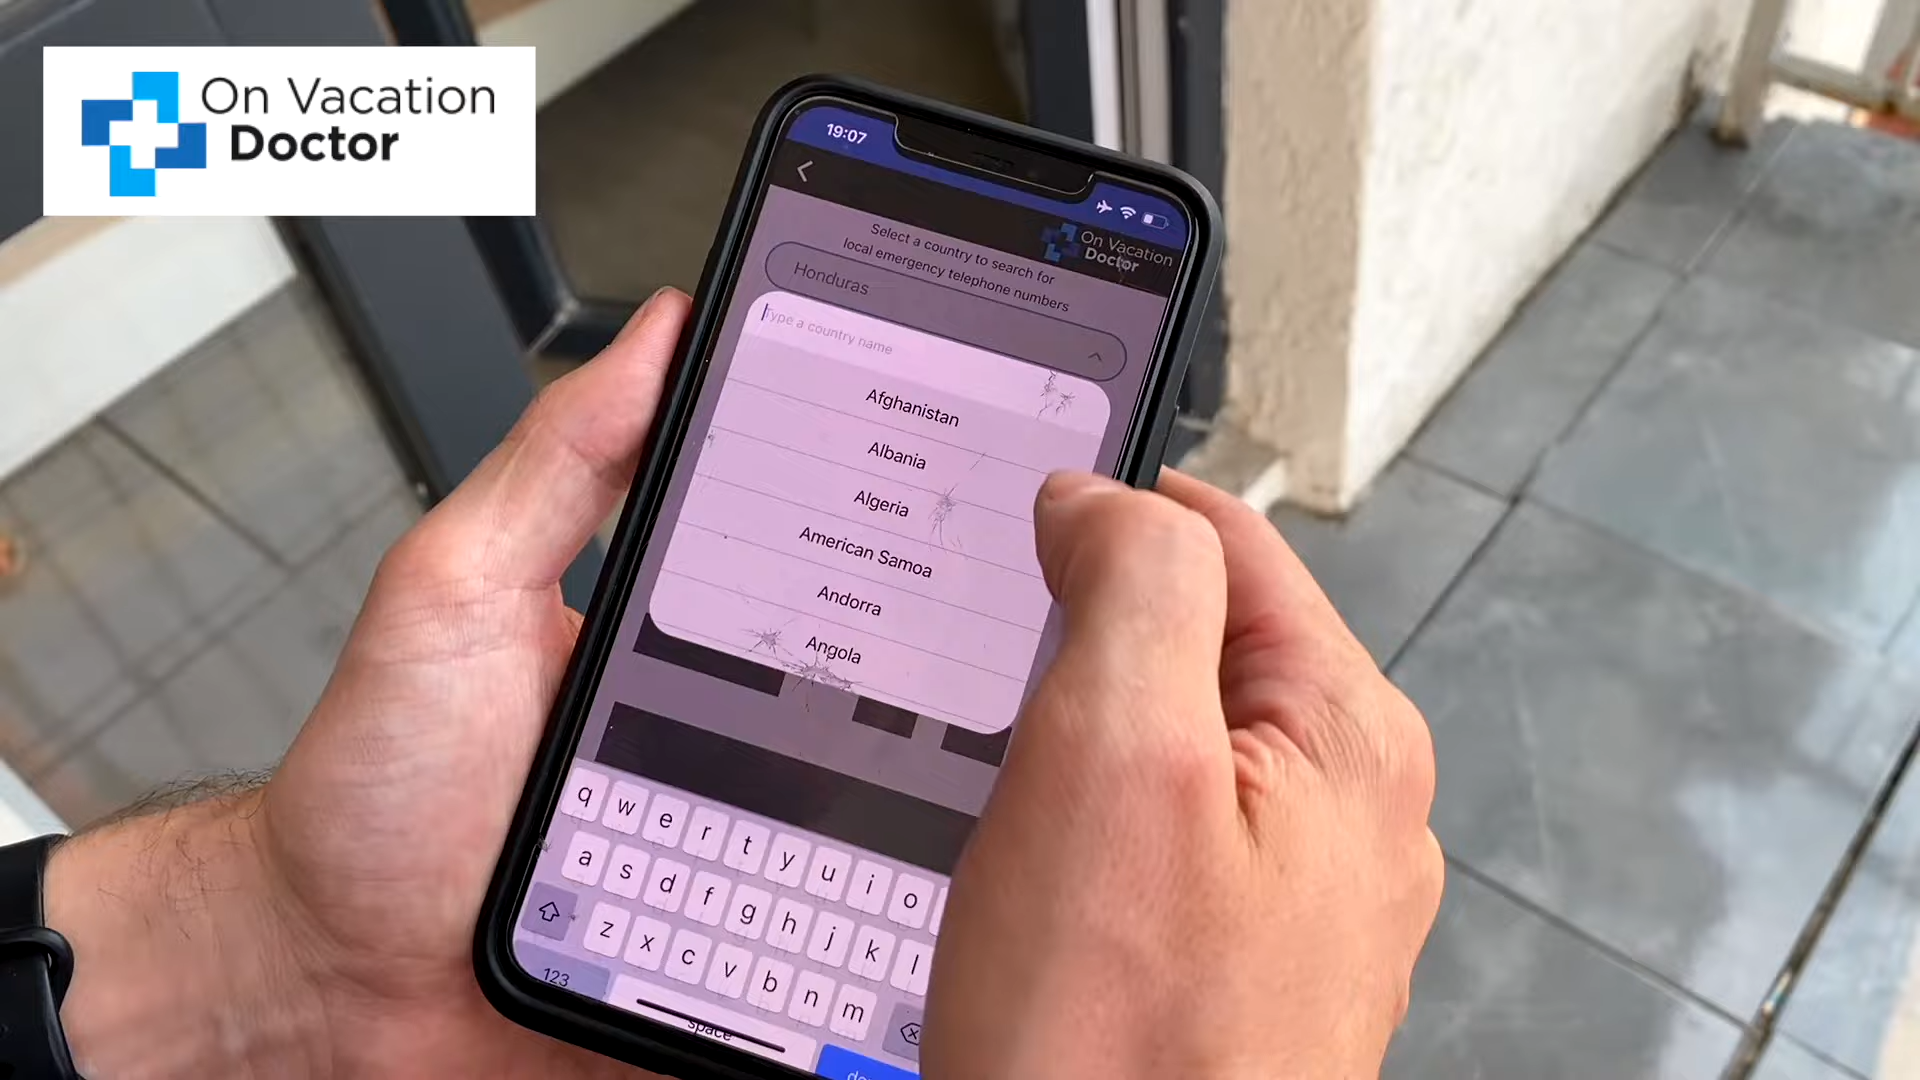 On Vacation
Doctor
19:07
On Vacation
Doctor
Select a country to search for
local emergency telephone numbers
Honduras
Type a country name
Afghanistan
Albania
Algeria
American Samoa
Andorra
Angola
q w e r t y u i o
a s d f g h j k l
z x c v b n m
123
space